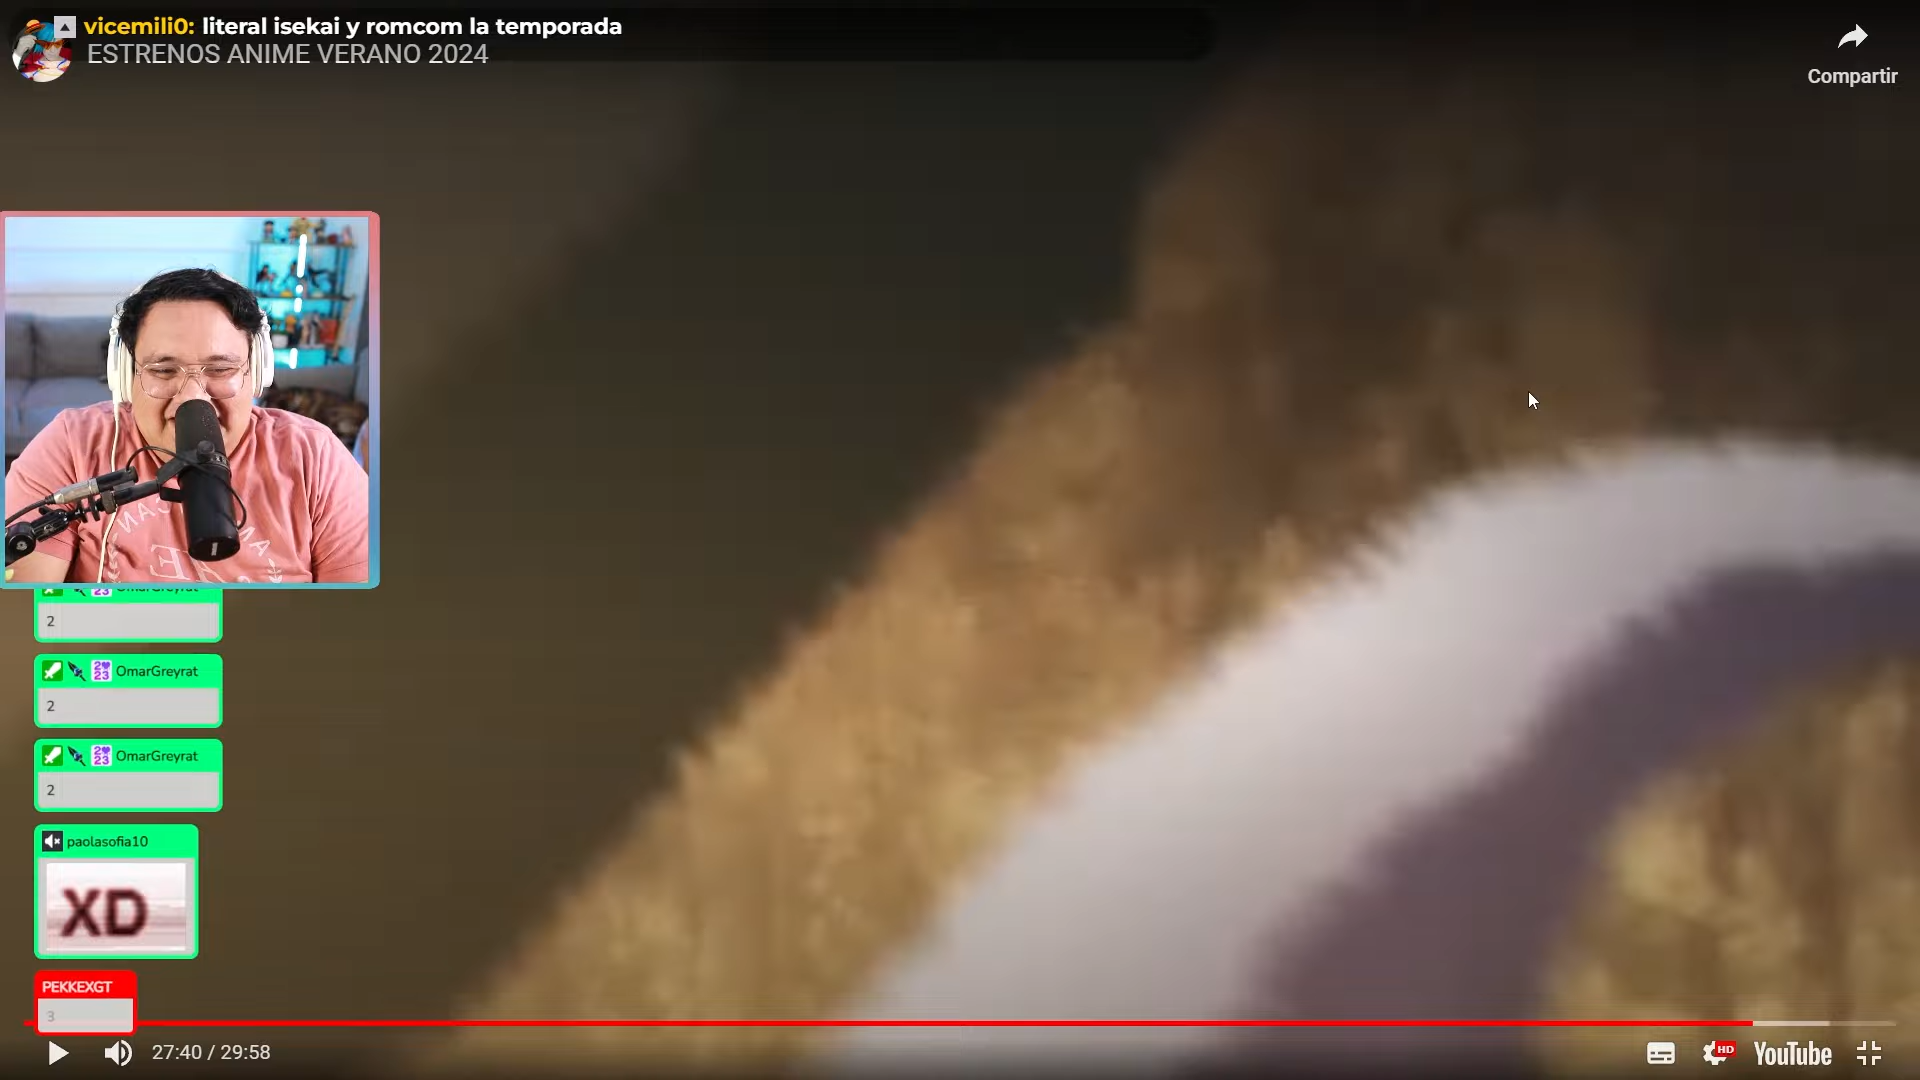 vicemili0: literal isekai y romcom la temporada
ESTRENOS ANIME VERANO 2024
Compartir
OmarGreyrat
2
OmarGreyrat
2
OmarGreyrat
2
paolasofia10
XD
PEKKEXGT
3
27:40 / 29:58
HD
YouTube